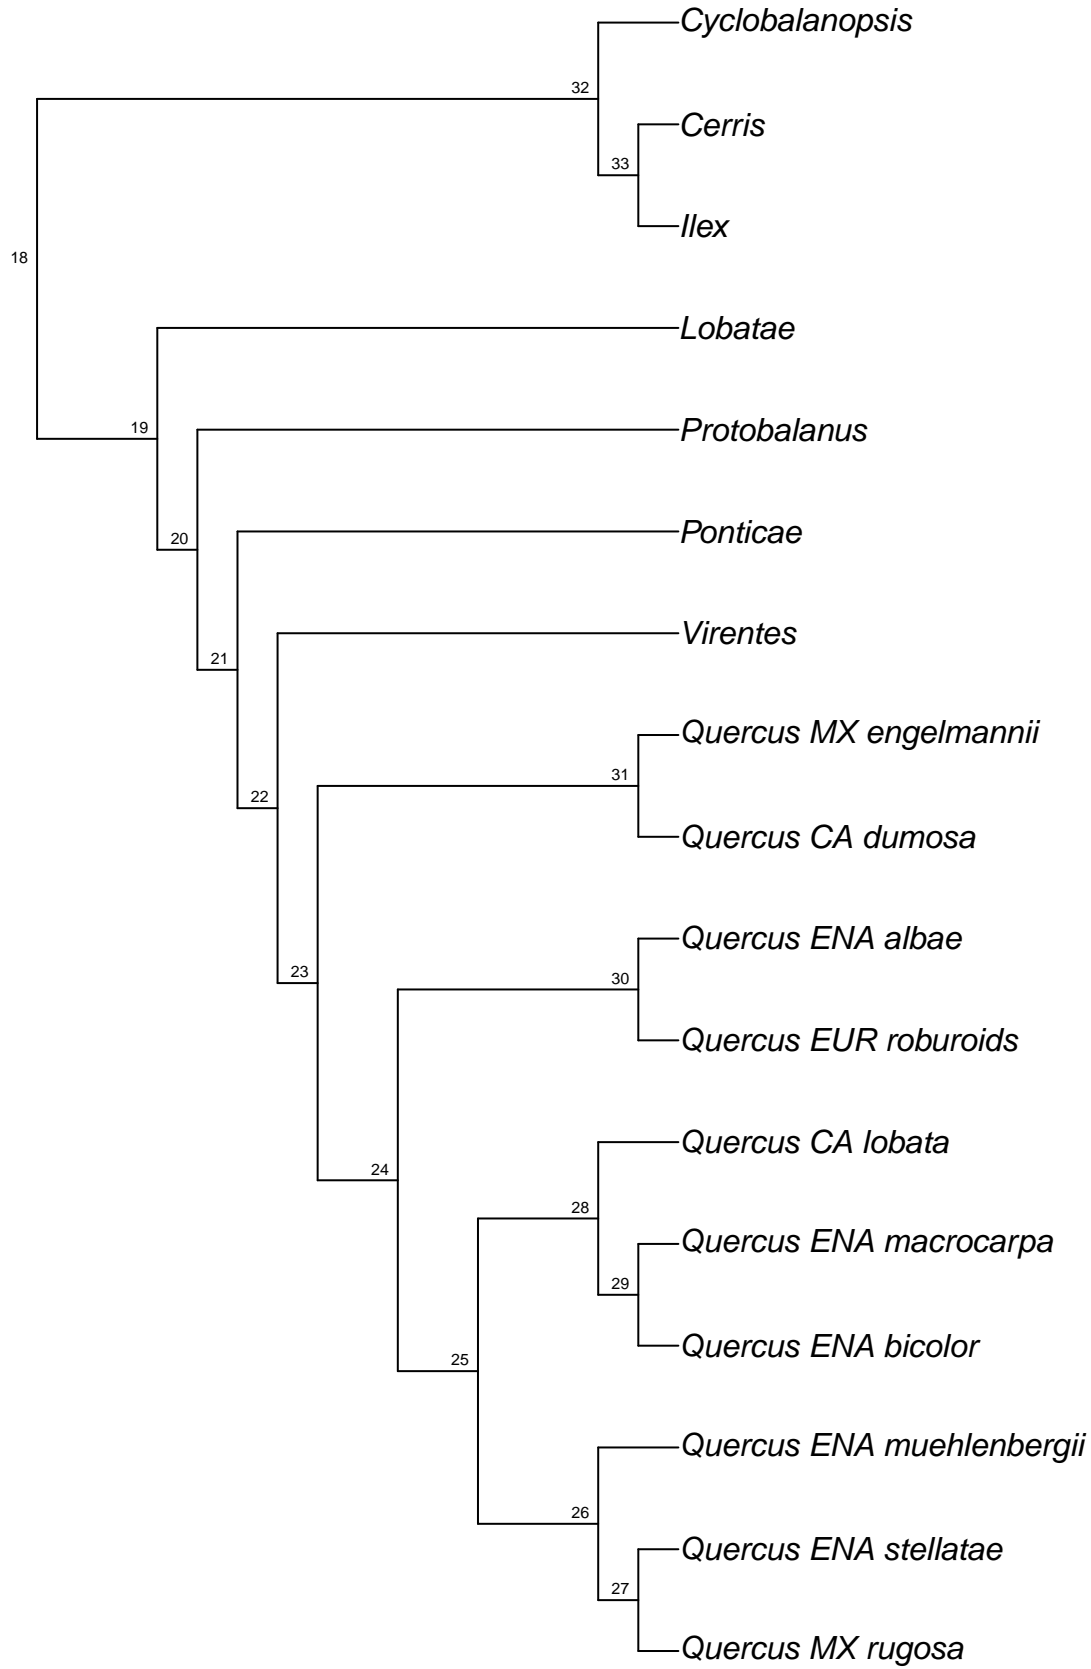 Cyclobalanopsis
32
Cerris
33
Ilex
18
Lobatae
19
Protobalanus
20
Ponticae
21
Virentes
Quercus MX engelmannii
31
22
Quercus CA dumosa
Quercus ENA albae
23
30
Quercus EUR roburoids
Quercus CA lobata
24
28
Quercus ENA macrocarpa
29
Quercus ENA bicolor
25
Quercus ENA muehlenbergii
26
Quercus ENA stellatae
27
Quercus MX rugosa